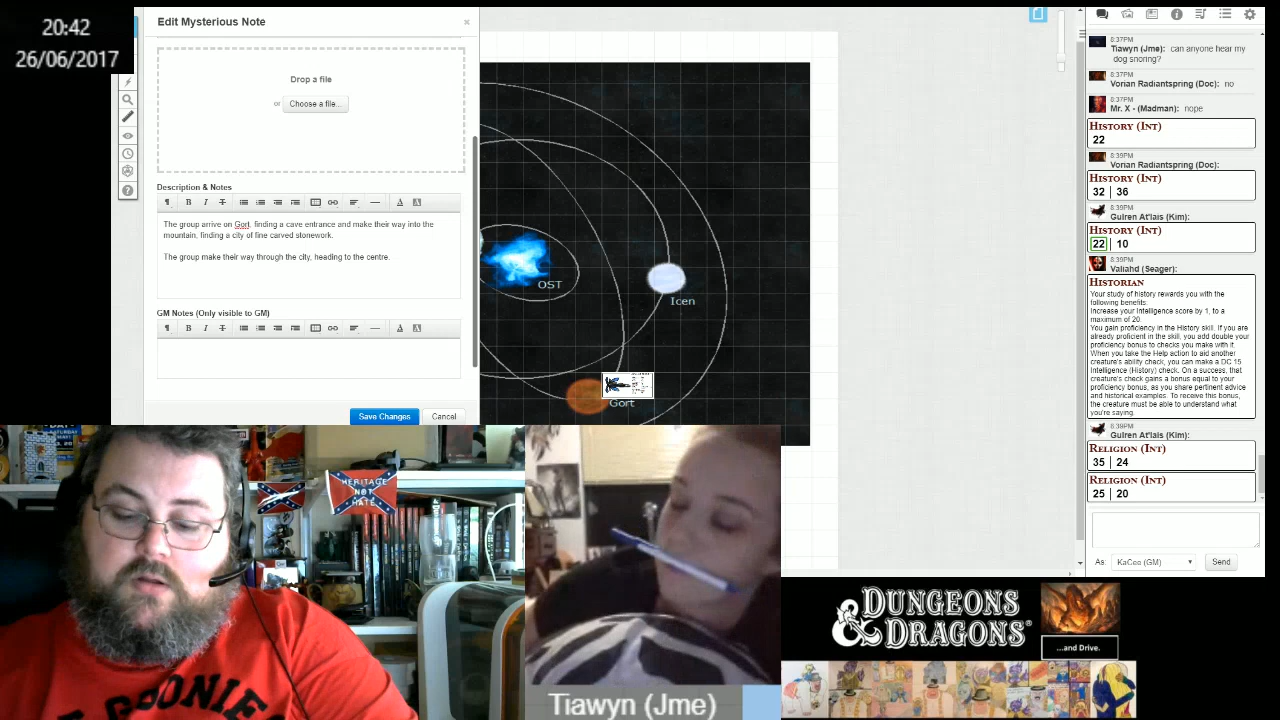 20:42
26/06/2017
Edit Mysterious Note
×
Drop a file
or Choose a file...
Description & Notes
The group arrive on Gort, finding a cave entrance and make their way into the
mountain, finding a city of fine carved stonework.
The group make their way through the city, heading to the centre.
GM Notes (Only visible to GM)
Save Changes Cancel
OST
Icen
Gort
8:37PM
Tiawyn (Jme): can anyone hear my
dog snoring?
8:37PM
Vorian Radiantspring (Doc): no
8:37PM
Mr. X - (Madman): nope
History (Int)
22
8:39PM
Vorian Radiantspring (Doc):
History (Int)
32 | 36
8:39PM
Guiren At'lais (Kim):
History (Int)
22 | 10
8:39PM
Valiahd (Seager):
Historian
Your study of history rewards you with the
following benefits:
Increase your Intelligence score by 1, to a
maximum of 20.
You gain proficiency in the History skill. If you are
already proficient in the skill, you add double your
proficiency bonus to checks you make with it.
When you take the Help action to aid another
creature's ability check, you can make a DC 15
Intelligence (History) check. On a success, that
creature's check gains a bonus equal to your
proficiency bonus, as you share pertinent advice
and historical examples. To receive this bonus,
the creature must be able to understand what
you're saying.
8:39PM
Guiren At'lais (Kim):
Religion (Int)
35 | 24
Religion (Int)
25 | 20
As: KaCee (GM) Send
HERITAGE
NOT
HATE
GOONIES
Tiawyn (Jme)
DUNGEONS
& DRAGONS®
...and Drive.